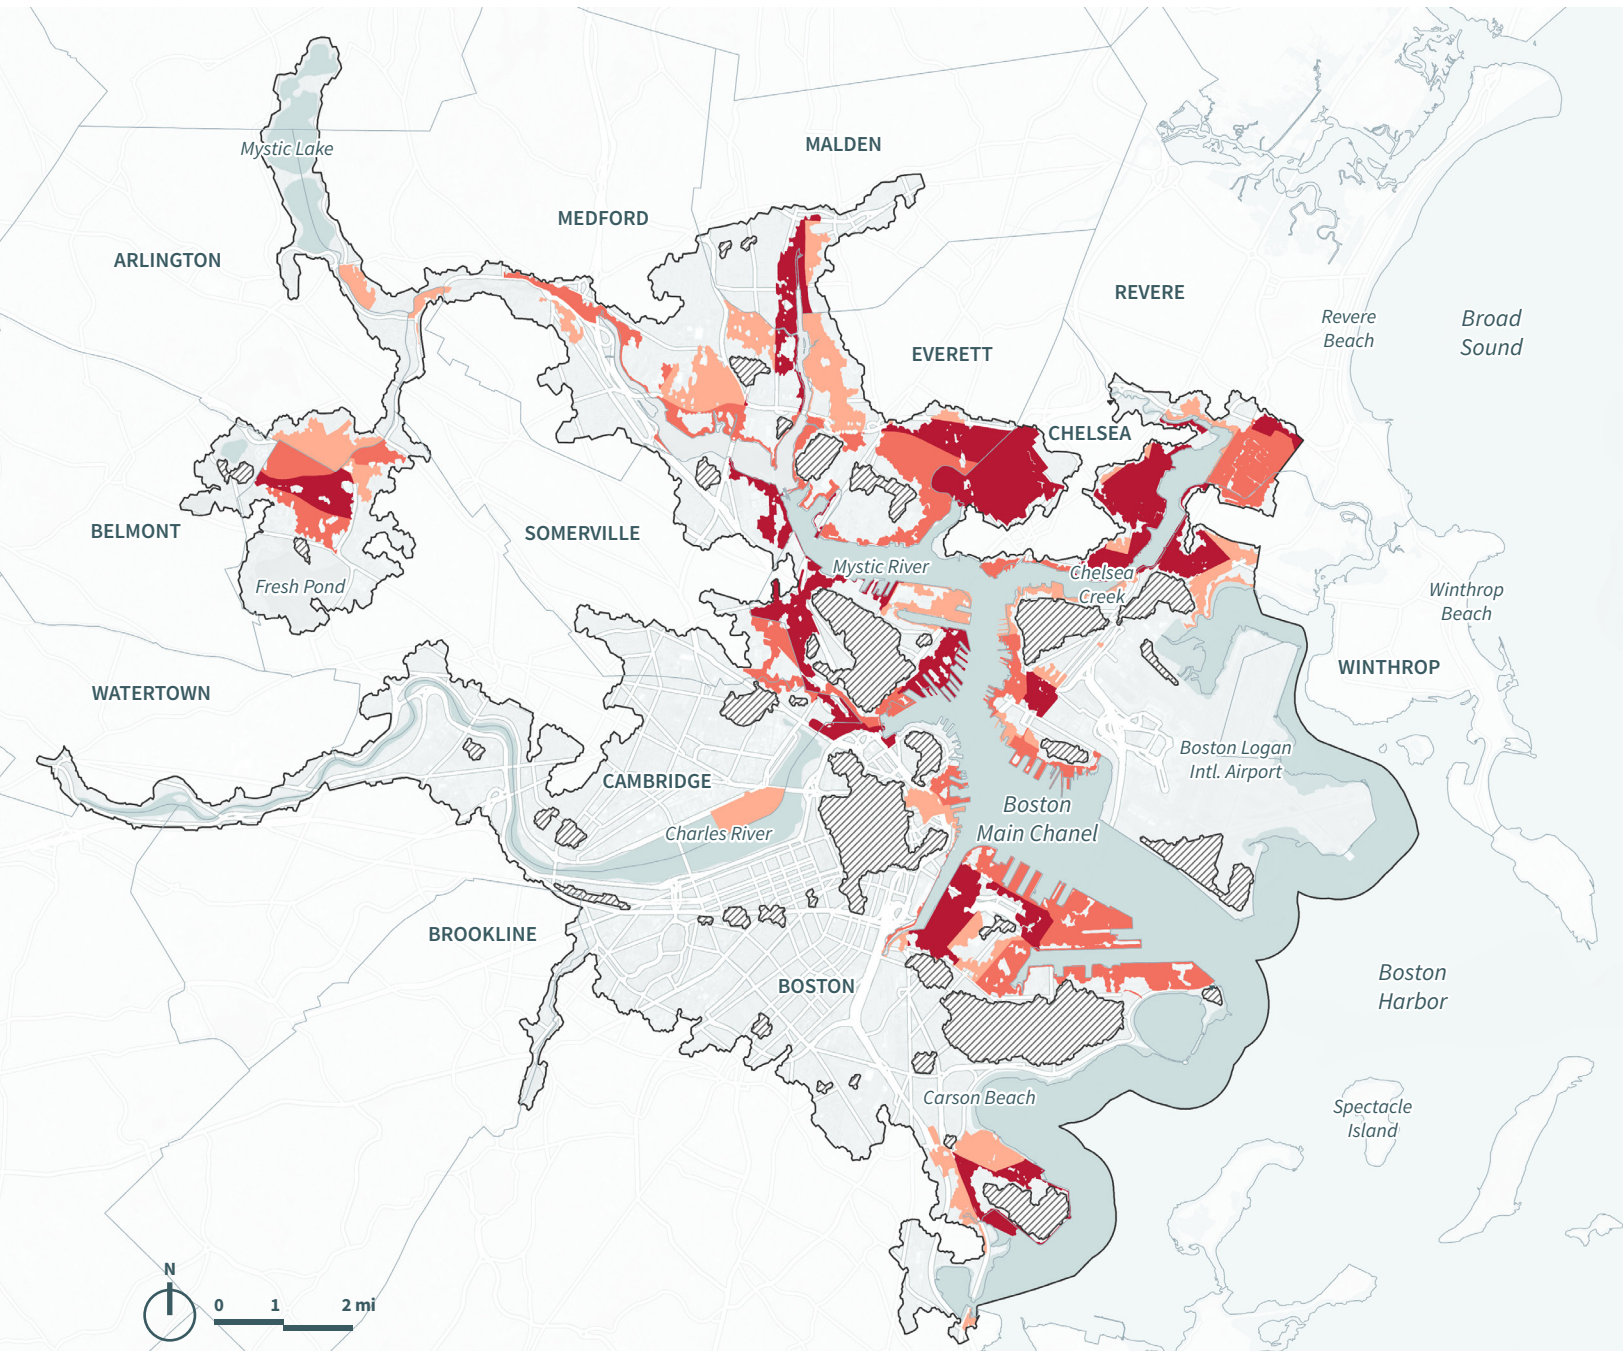 MALDEN
Mystic Lake
MEDFORD
ARLINGTON
REVERE
Revere
Beach
Broad
Sound
EVERETT
CHELSEA
BELMONT
SOMERVILLE
Mystic River
Chelsea
Creek
Fresh Pond
Winthrop
Beach
WINTHROP
WATERTOWN
Boston Logan
Intl. Airport
CAMBRIDGE
Boston
Main Chanel
Charles River
BROOKLINE
BOSTON
Boston
Harbor
Carson Beach
Spectacle
Island
N
0 1 2 mi